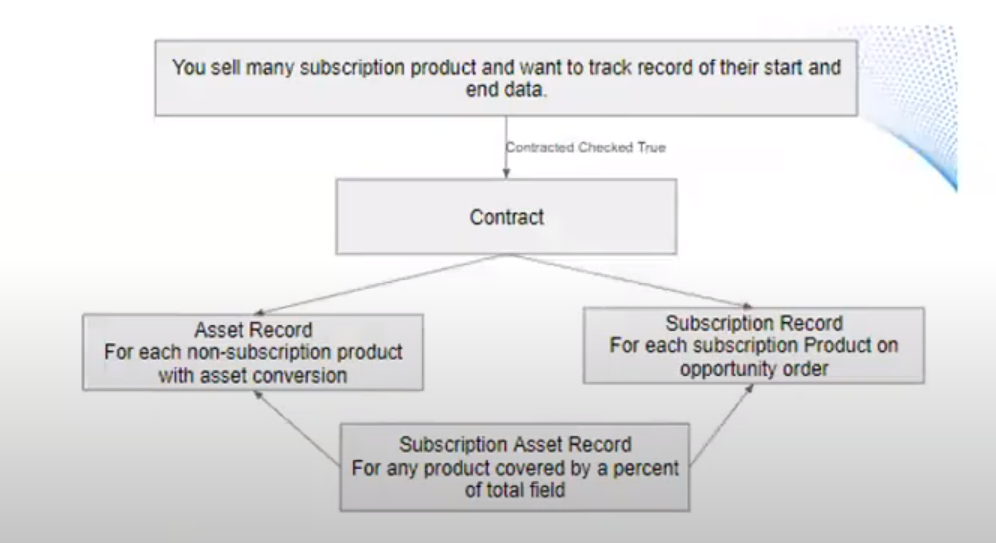 You sell many subscription product and want to track record of their start and
end data.
Contracted Checked True
Contract
Asset Record
For each non-subscription product
with asset conversion
Subscription Record
For each subscription Product on
opportunity order
Subscription Asset Record
For any product covered by a percent
of total field